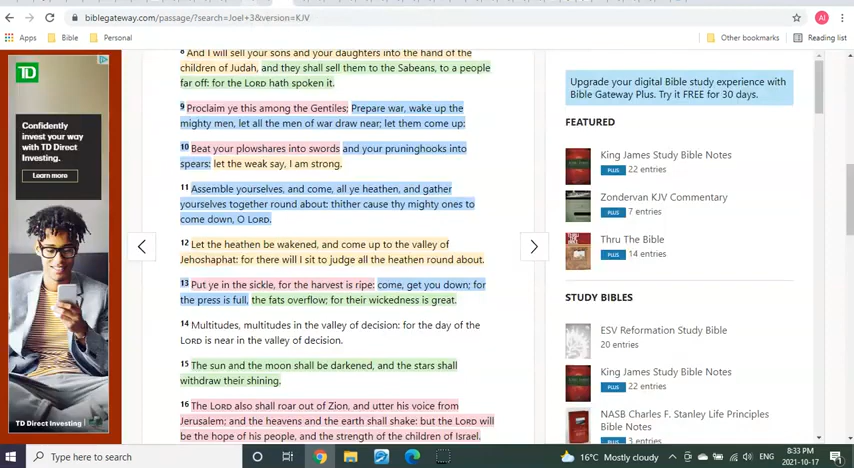 biblegateway.com/passage/?search=Joel+3&version=KJV
AI
Apps Bible Personal Other bookmarks Reading list
TD
Confidently
invest your way
with TD Direct
Investing.
Learn more
TD Direct Investing
8 And I will sell your sons and your daughters into the hand of the
children of Judah, and they shall sell them to the Sabeans, to a people
far off: for the LORD hath spoken it.
9 Proclaim ye this among the Gentiles; Prepare war, wake up the
mighty men, let all the men of war draw near; let them come up:
10 Beat your plowshares into swords and your pruninghooks into
spears: let the weak say, I am strong.
11 Assemble yourselves, and come, all ye heathen, and gather
yourselves together round about: thither cause thy mighty ones to
come down, O LORD.
12 Let the heathen be wakened, and come up to the valley of
Jehoshaphat: for there will I sit to judge all the heathen round about.
13 Put ye in the sickle, for the harvest is ripe: come, get you down; for
the press is full, the fats overflow; for their wickedness is great.
14 Multitudes, multitudes in the valley of decision: for the day of the
LORD is near in the valley of decision.
15 The sun and the moon shall be darkened, and the stars shall
withdraw their shining.
16 The LORD also shall roar out of Zion, and utter his voice from
Jerusalem; and the heavens and the earth shall shake: but the LORD will
be the hope of his people, and the strength of the children of Israel.
Upgrade your digital Bible study experience with
Bible Gateway Plus. Try it FREE for 30 days.
FEATURED
King James Study Bible Notes
PLUS 22 entries
Zondervan KJV Commentary
PLUS 7 entries
Thru The Bible
PLUS 14 entries
STUDY BIBLES
ESV Reformation Study Bible
20 entries
King James Study Bible Notes
PLUS 22 entries
NASB Charles F. Stanley Life Principles
Bible Notes
PLUS 3 entries
Type here to search
16°C Mostly cloudy
ENG
8:33 PM
2021-10-17